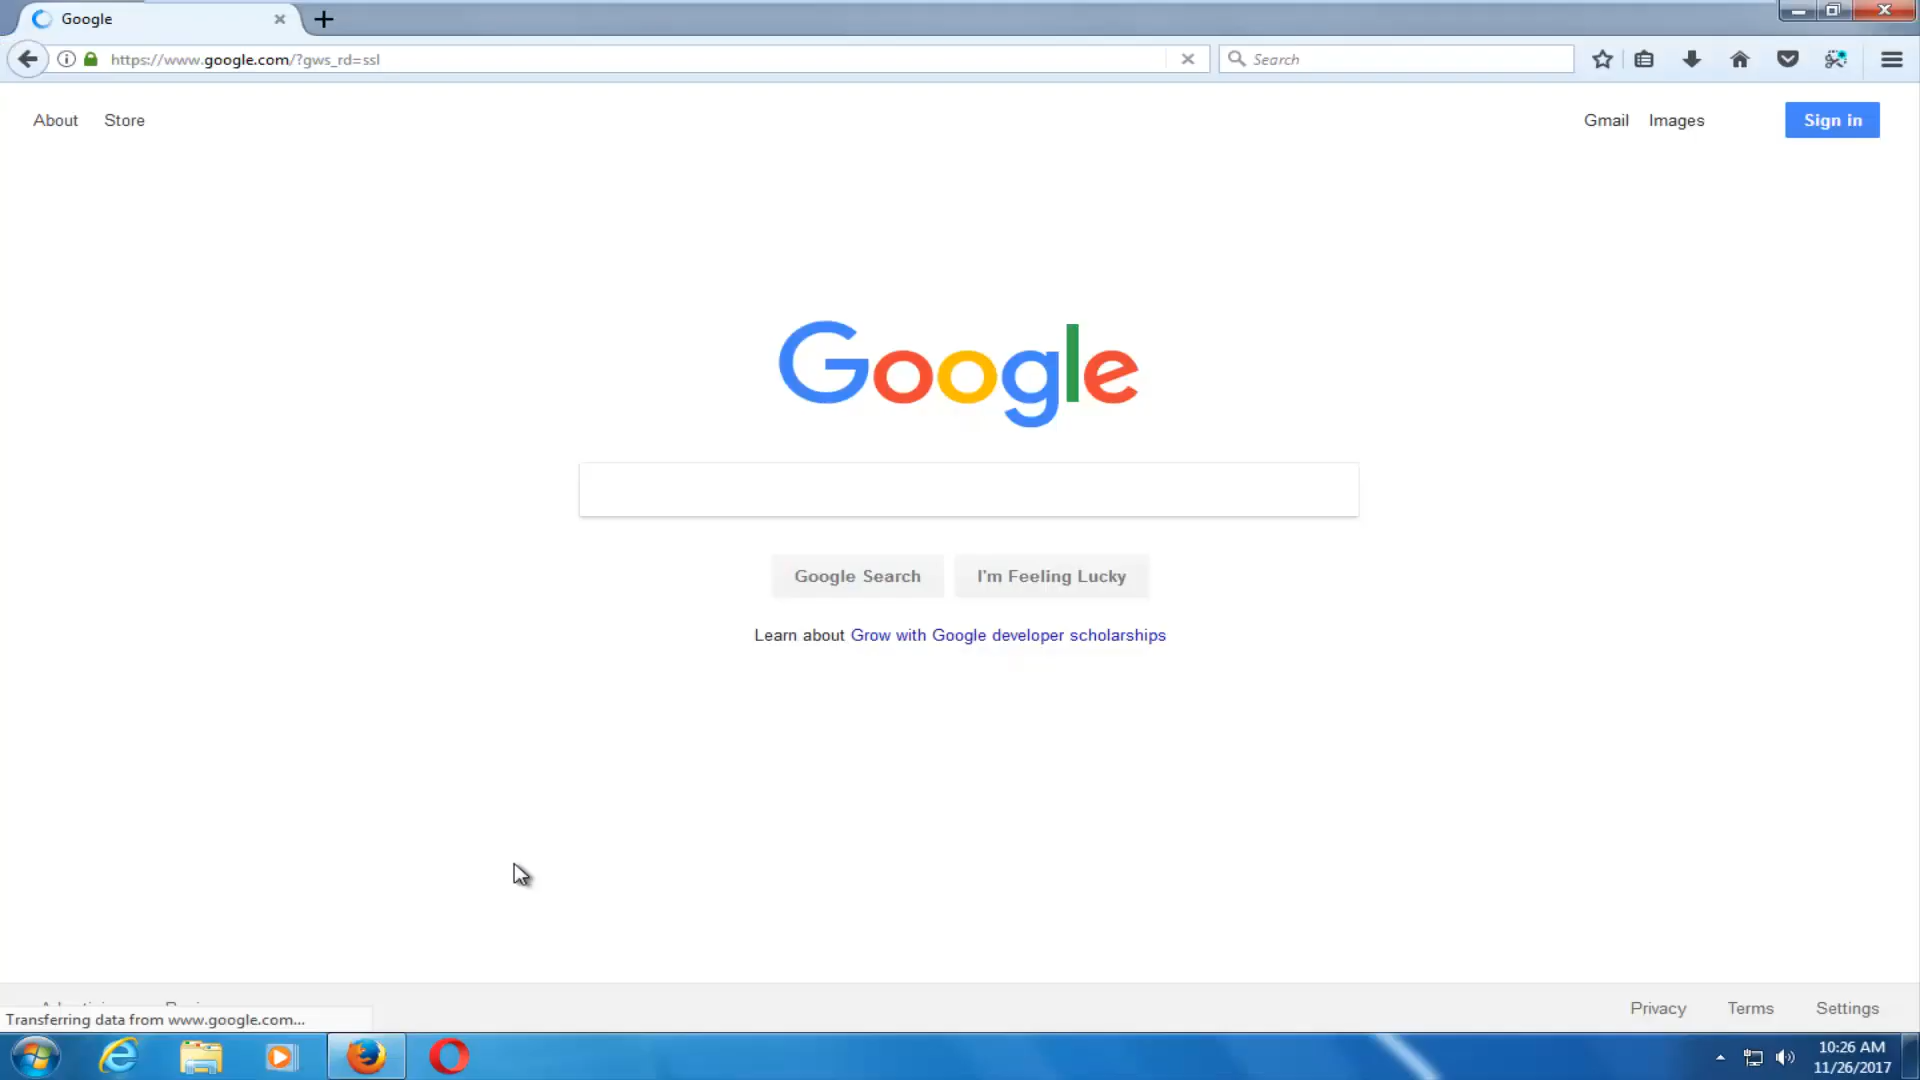 Google
https://www.google.com/?gws_rd=ssl
Search
About Store
Gmail Images Sign in
Google
Google Search I'm Feeling Lucky
Learn about Grow with Google developer scholarships
Privacy Terms Settings
Transferring data from www.google.com...
10:26 AM
11/26/2017